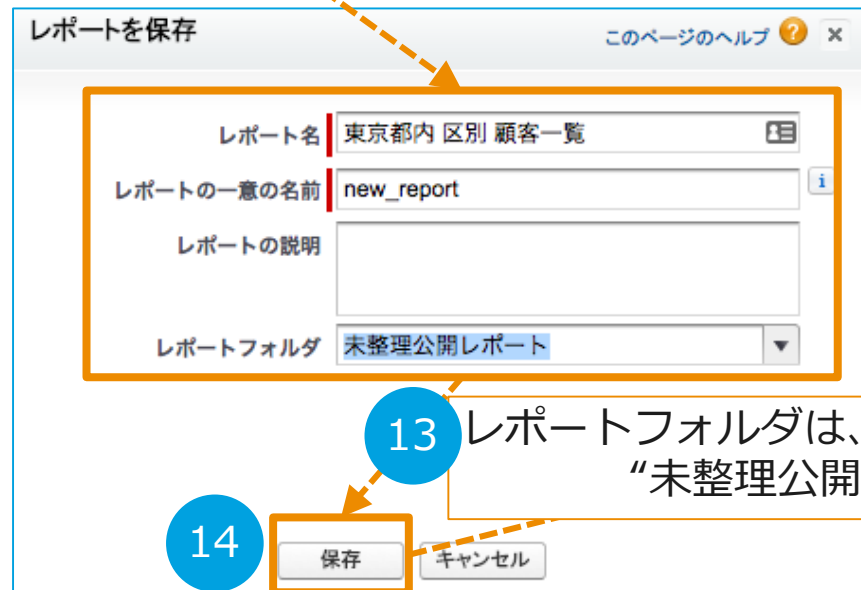 レポートを保存
このページのヘルプ ? ×
レポート名 東京都内 区別 顧客一覧
レポートの一意の名前 new_report i
レポートの説明
レポートフォルダ 未整理公開レポート
13 レポートフォルダは、
“未整理公開
14 保存 キャンセル